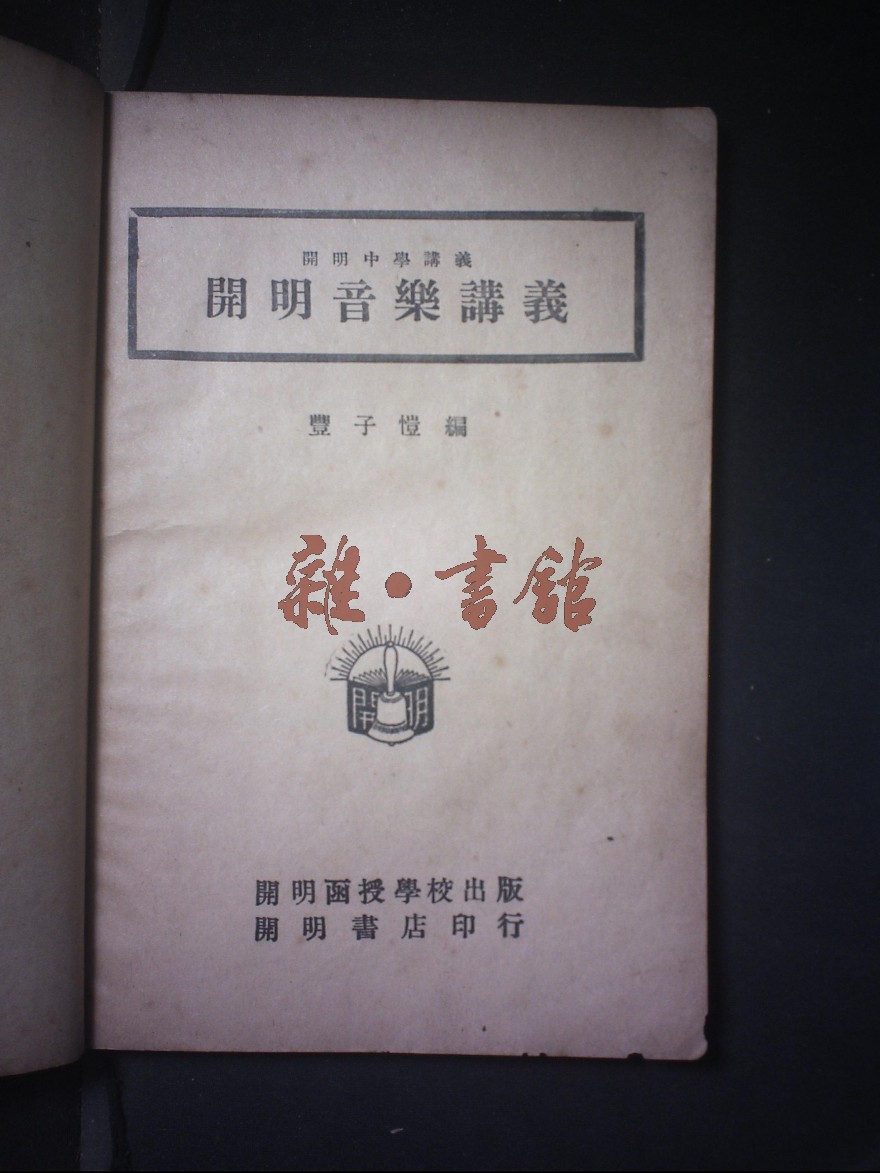 開明中學講義
開明音樂講義
豐子愷編
雜·書館
開明
開明函授學校出版
開明書店印行